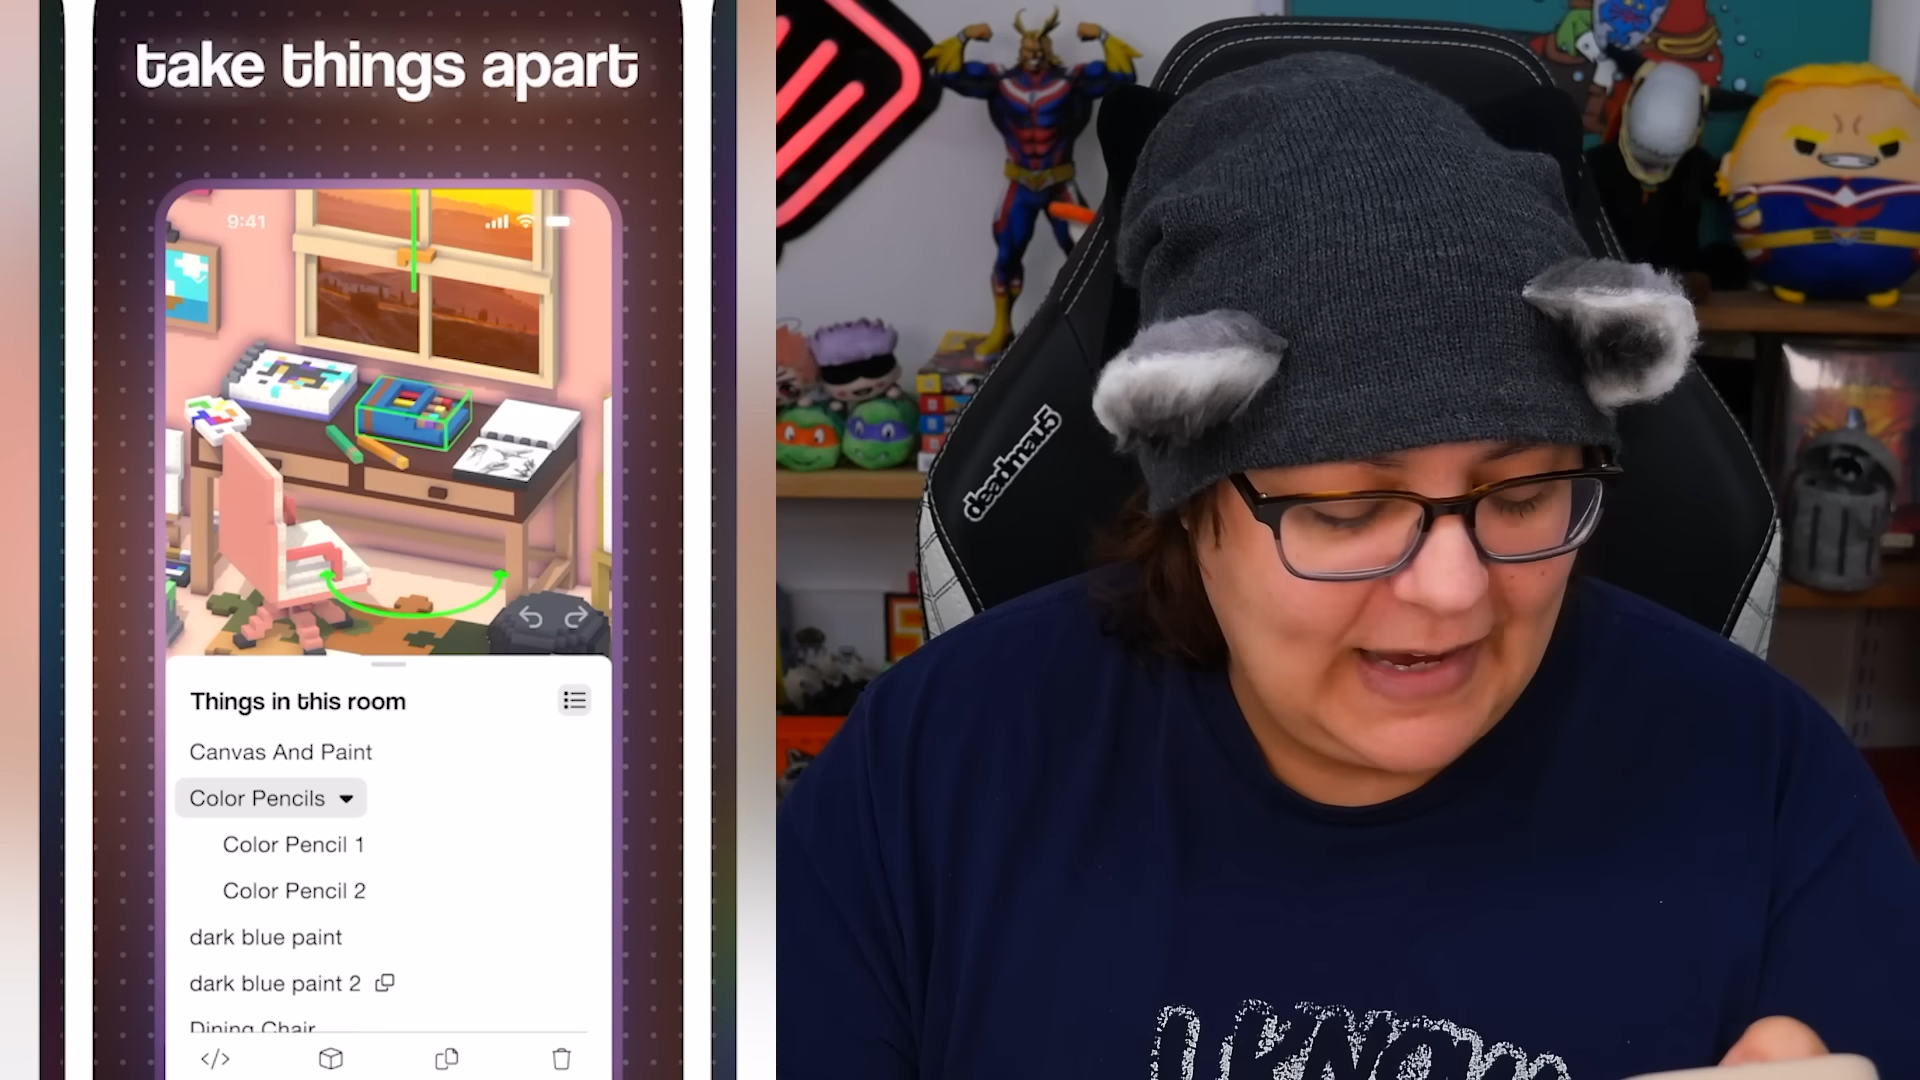 take things apart
9:41
Things in this room
Canvas And Paint
Color Pencils
Color Pencil 1
Color Pencil 2
dark blue paint
dark blue paint 2
Dining Chair
</>
deadmau5